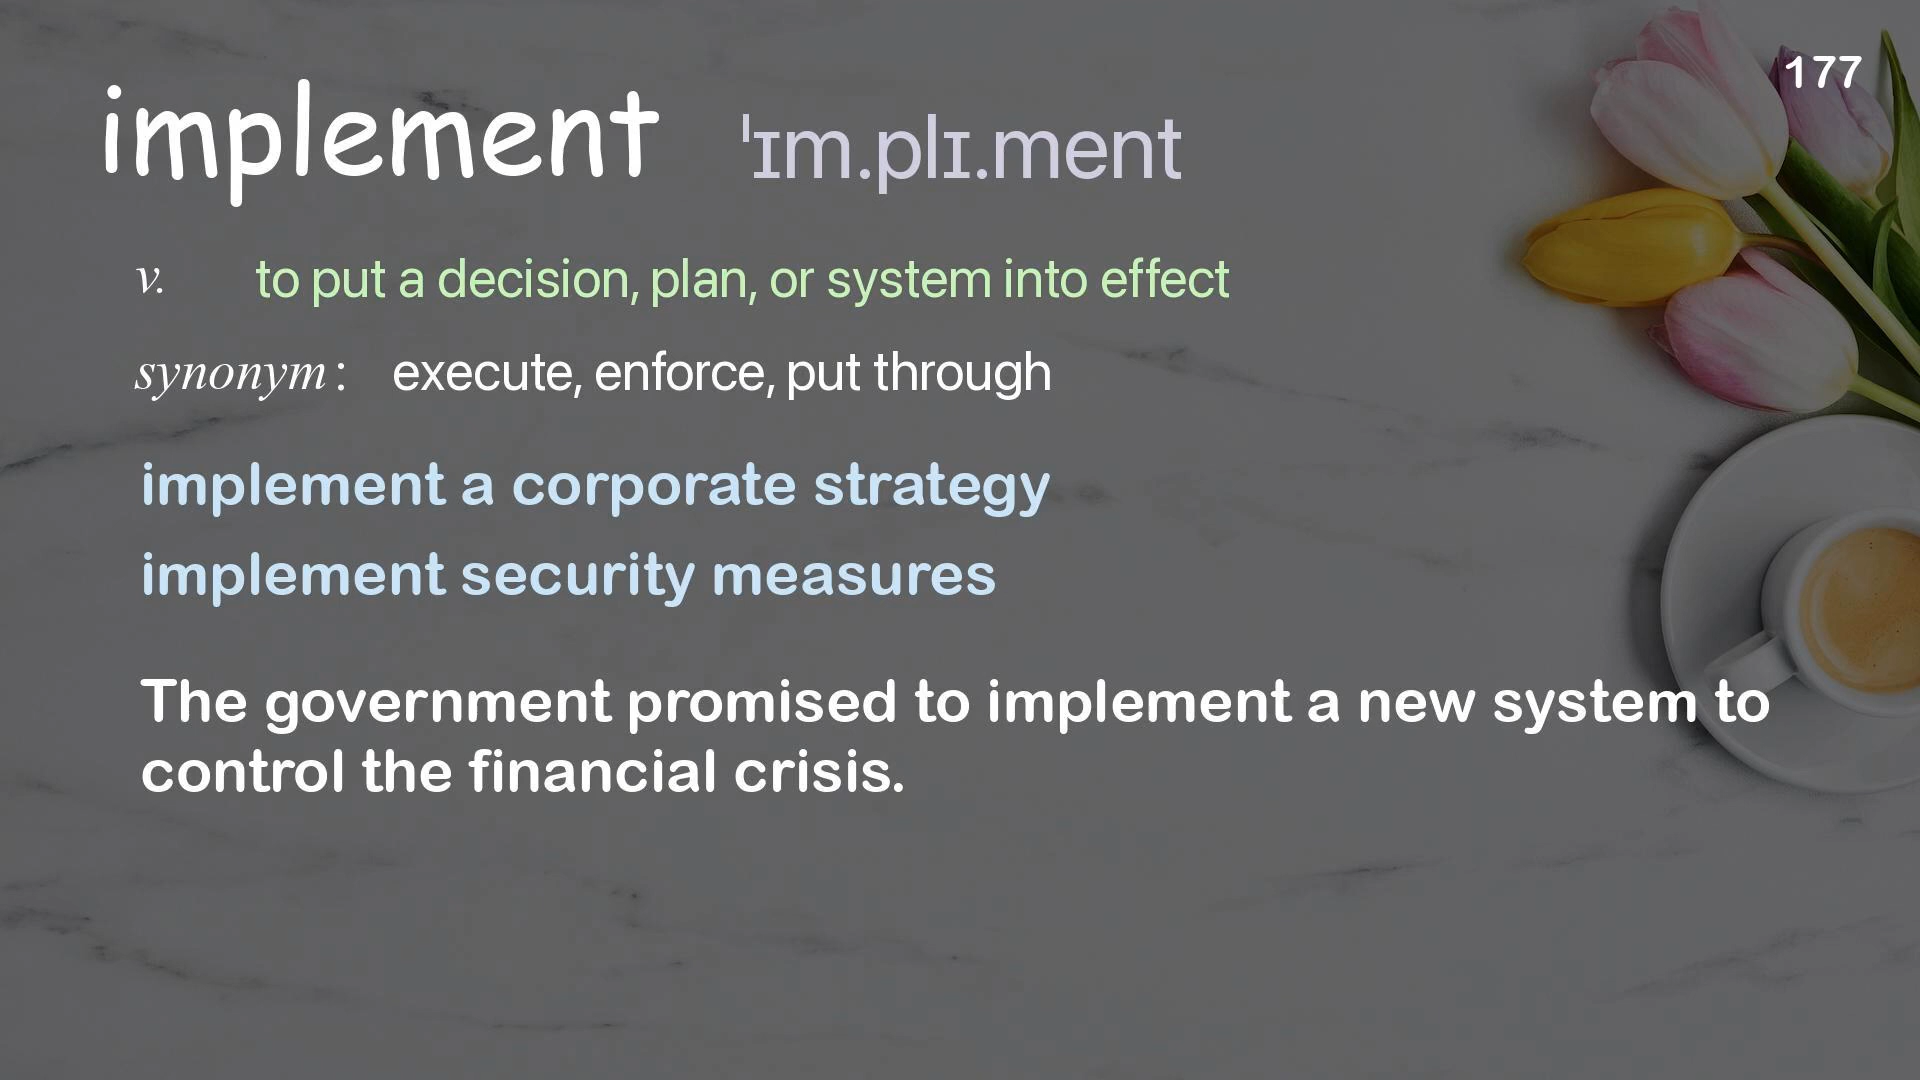 177
implement ˈɪm.plɪ.ment
v. to put a decision, plan, or system into effect
synonym : execute, enforce, put through
implement a corporate strategy
implement security measures
The government promised to implement a new system to
control the financial crisis.